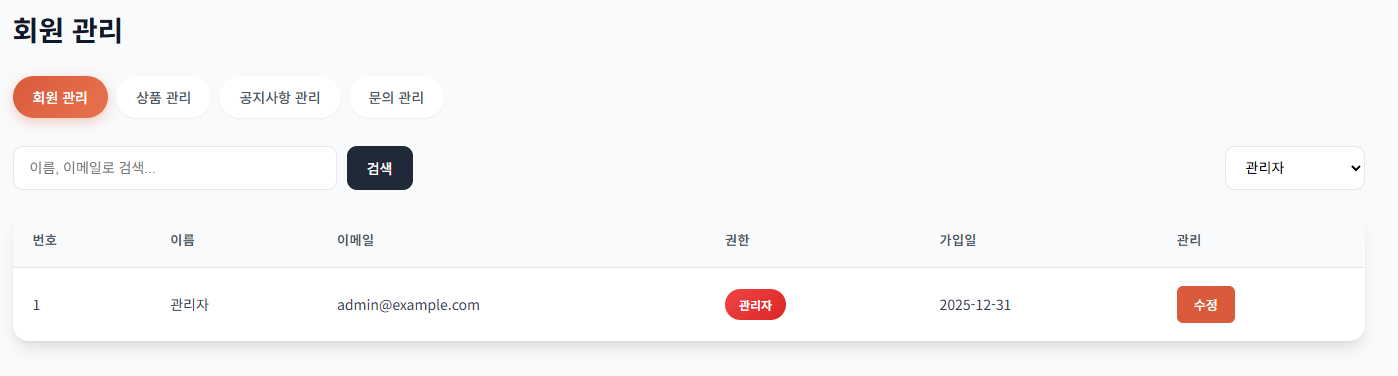 회원 관리
회원 관리 상품 관리 공지사항 관리 문의 관리
이름, 이메일로 검색... 검색 관리자
번호 이름 이메일 권한 가입일 관리
1 관리자 admin@example.com 관리자 2025-12-31 수정